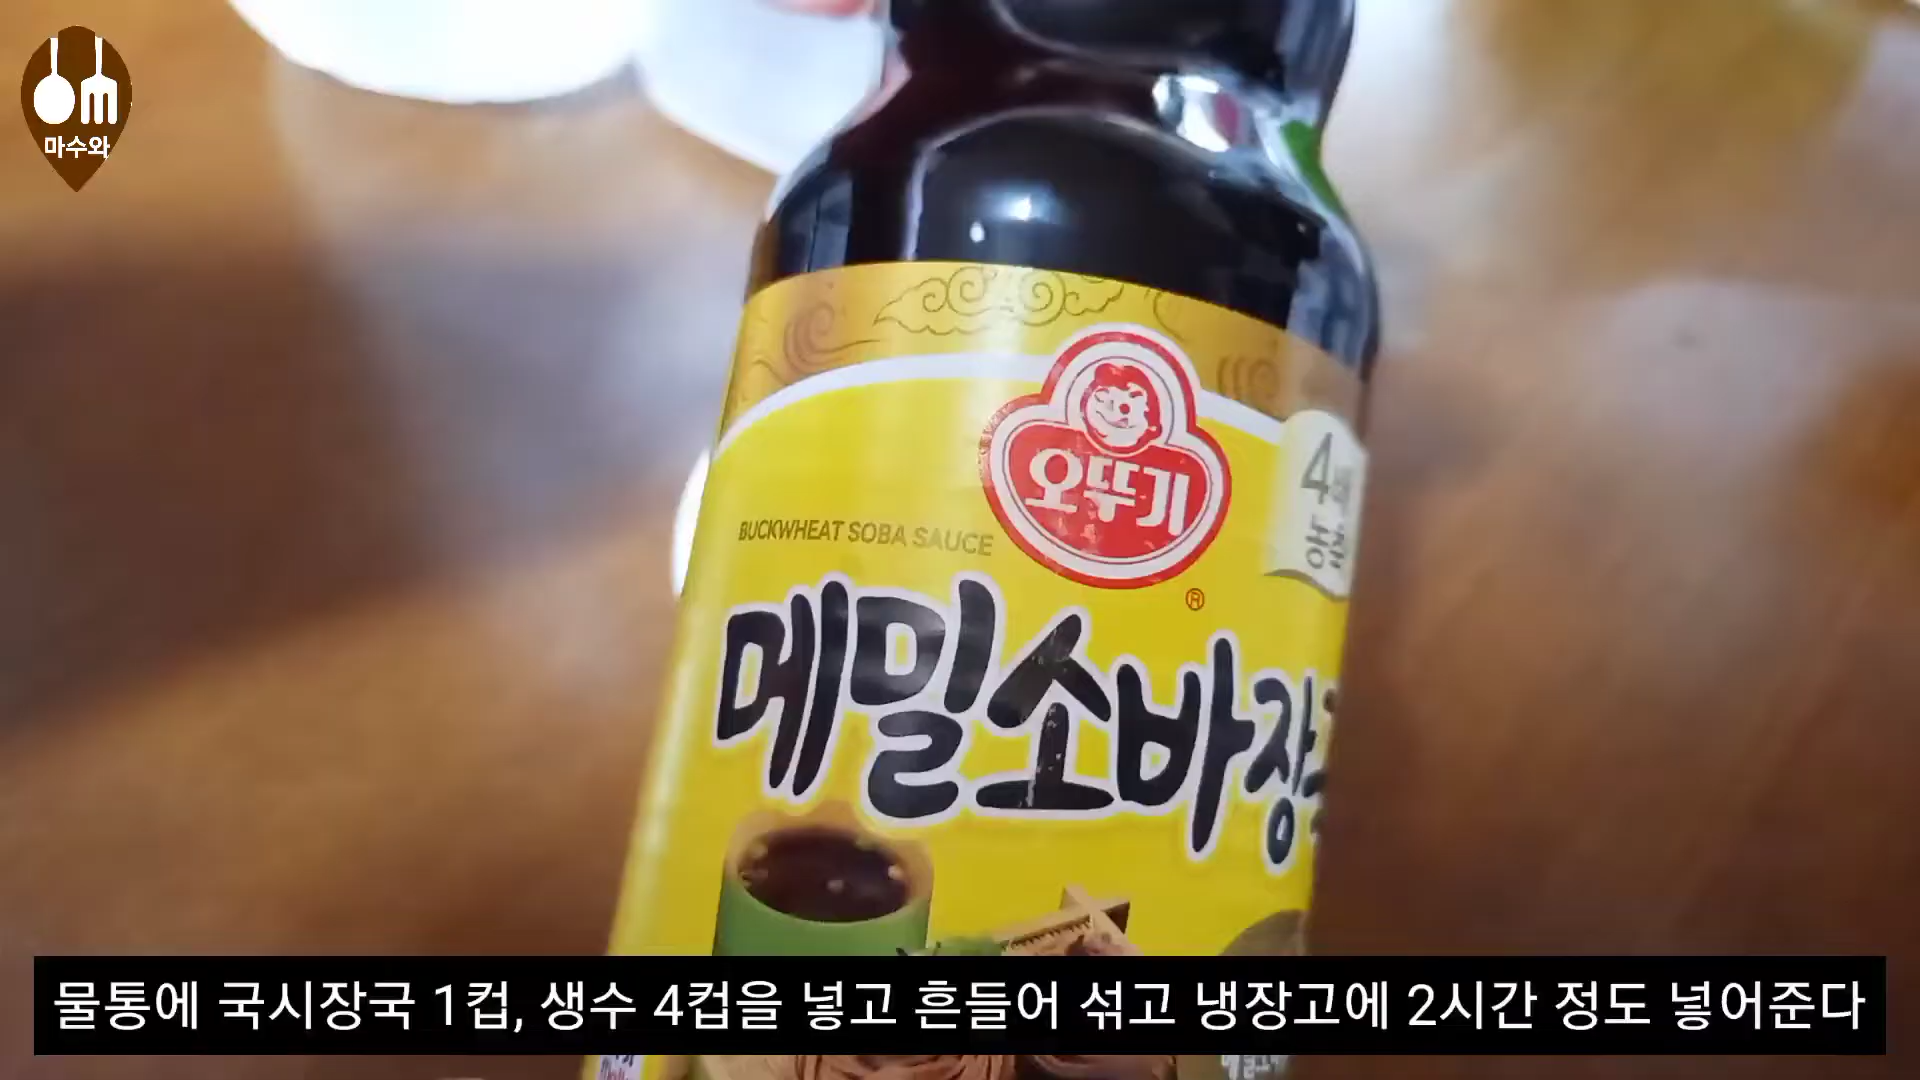 마수와
오뚜기
4배
BUCKWHEAT SOBA SAUCE
®
메밀소바장
물통에 국시장국 1컵, 생수 4컵을 넣고 흔들어 섞고 냉장고에 2시간 정도 넣어준다